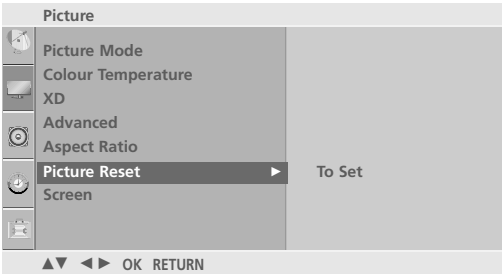 Picture
Picture Mode
Colour Temperature
XD
Advanced
Aspect Ratio
Picture Reset ► To Set
Screen
▲▼ ◄► OK RETURN